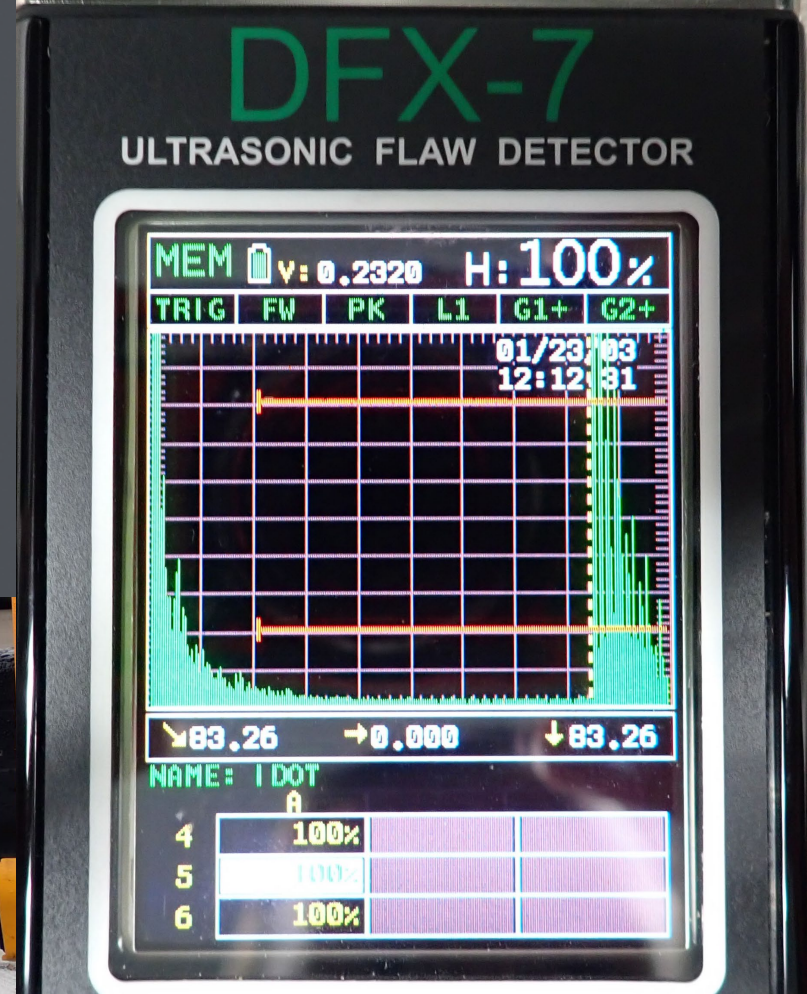 DFX-7
ULTRASONIC FLAW DETECTOR
MEM V: 0.2320 H: 100%
TRIG FW PK L1 G1+ G2+
01/23/03
12:12:31
↘83.26 →0.000 ↓83.26
NAME: IDOT
A
4 100%
5 100%
6 100%